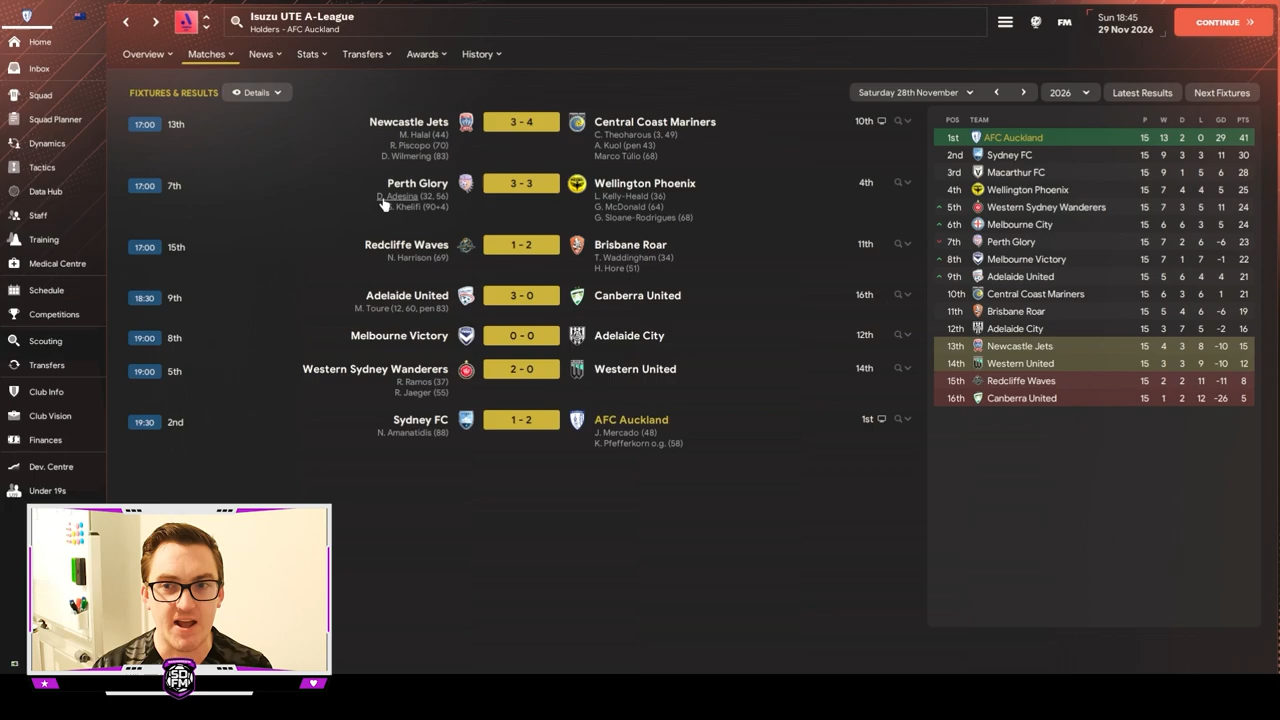 Isuzu UTE A-League
Holders - AFC Auckland
FM
Sun 18:45
29 Nov 2026
CONTINUE
Home
Inbox
Squad
Squad Planner
Dynamics
Tactics
Data Hub
Staff
Training
Medical Centre
Schedule
Competitions
Scouting
Transfers
Club Info
Club Vision
Finances
Dev. Centre
Under 19s
Overview Matches News Stats Transfers Awards History
FIXTURES & RESULTS Details
Saturday 28th November 2026 Latest Results Next Fixtures
17:00 13th Newcastle Jets 3 - 4 Central Coast Mariners 10th
M. Halal (44) C. Theoharous (3, 49)
R. Piscopo (70) A. Kuol (pen 43)
D. Wilmering (83) Marco Túlio (68)
17:00 7th Perth Glory 3 - 3 Wellington Phoenix 4th
D. Adesina (32, 56) L. Kelly-Heald (36)
Khelifi (90+4) G. McDonald (64)
G. Sloane-Rodrigues (68)
17:00 15th Redcliffe Waves 1 - 2 Brisbane Roar 11th
N. Harrison (69) T. Waddingham (34)
H. Hore (51)
18:30 9th Adelaide United 3 - 0 Canberra United 16th
M. Toure (12, 60, pen 83)
19:00 8th Melbourne Victory 0 - 0 Adelaide City 12th
19:00 5th Western Sydney Wanderers 2 - 0 Western United 14th
R. Ramos (37)
R. Jaeger (55)
19:30 2nd Sydney FC 1 - 2 AFC Auckland 1st
N. Amanatidis (88) J. Mercado (48)
K. Pfefferkorn o.g. (58)
POS TEAM P W D L GD PTS
1st AFC Auckland 15 13 2 0 29 41
2nd Sydney FC 15 9 3 3 11 30
3rd Macarthur FC 15 9 1 5 6 28
4th Wellington Phoenix 15 7 4 4 5 25
5th Western Sydney Wanderers 15 7 3 5 11 24
6th Melbourne City 15 6 6 3 5 24
7th Perth Glory 15 7 2 6 -6 23
8th Melbourne Victory 15 7 1 7 -1 22
9th Adelaide United 15 5 6 4 4 21
10th Central Coast Mariners 15 6 3 6 1 21
11th Brisbane Roar 15 5 4 6 -6 19
12th Adelaide City 15 3 7 5 -2 16
13th Newcastle Jets 15 4 3 8 -10 15
14th Western United 15 3 3 9 -10 12
15th Redcliffe Waves 15 2 2 11 -11 8
16th Canberra United 15 1 2 12 -26 5
SD
FM